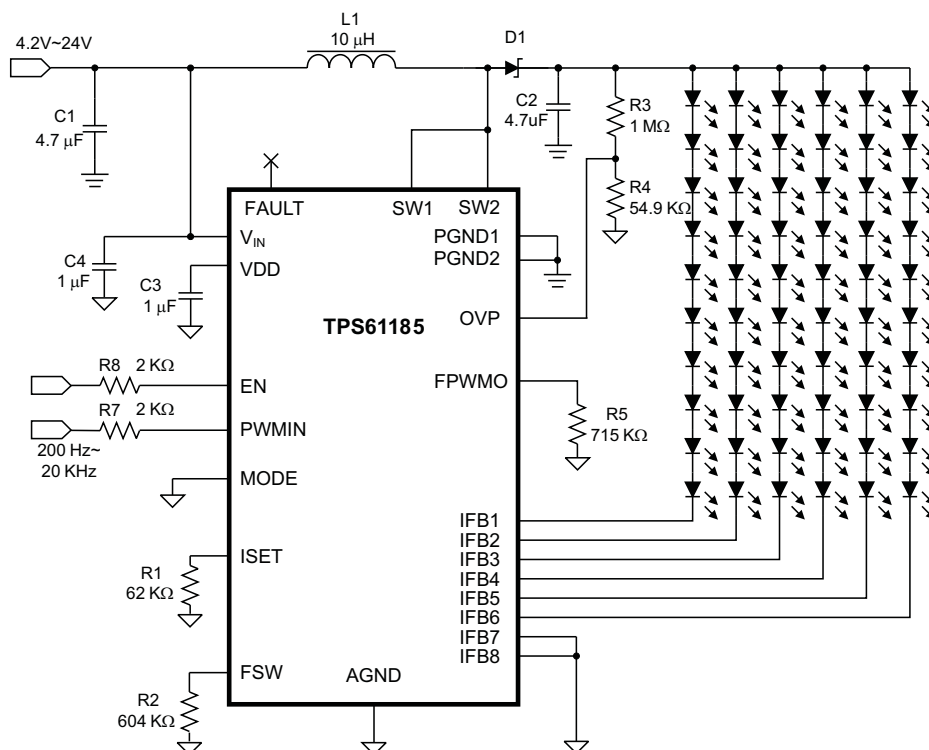 4.2V~24V
L1
10 μH
D1
C1
4.7 μF
C2
4.7uF
R3
1 MΩ
R4
54.9 KΩ
FAULT
SW1
SW2
VIN
PGND1
PGND2
C4
1 μF
VDD
C3
1 μF
TPS61185
OVP
R8
2 KΩ
EN
FPWMO
R7
2 KΩ
PWMIN
R5
715 KΩ
200 Hz~
20 KHz
MODE
IFB1
IFB2
IFB3
IFB4
IFB5
IFB6
IFB7
IFB8
ISET
R1
62 KΩ
FSW
AGND
R2
604 KΩ